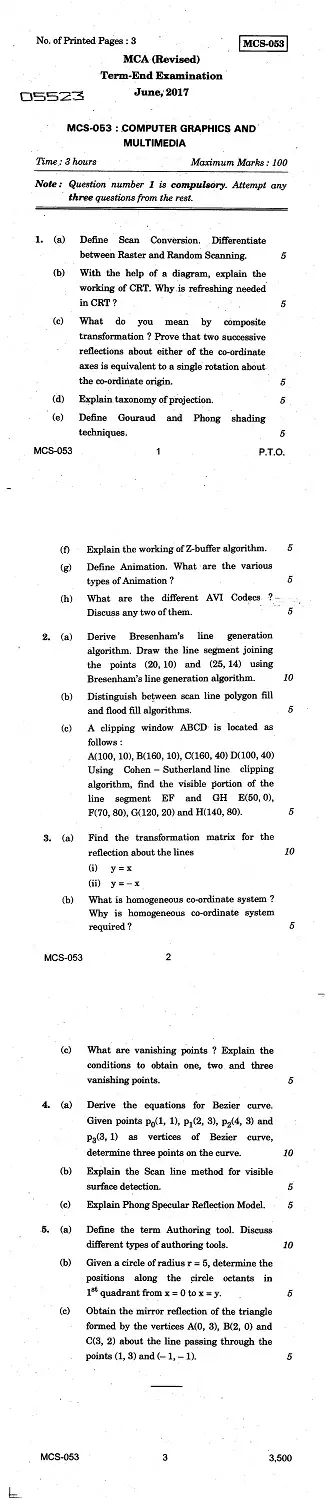 No. of Printed Pages : 3
MCS-053
MCA (Revised)
Term-End Examination
05523
June, 2017
MCS-053 : COMPUTER GRAPHICS AND
MULTIMEDIA
Time : 3 hours Maximum Marks : 100
Note : Question number 1 is compulsory. Attempt any
three questions from the rest.
1. (a) Define Scan Conversion. Differentiate
between Raster and Random Scanning. 5
(b) With the help of a diagram, explain the
working of CRT. Why is refreshing needed
in CRT ? 5
(c) What do you mean by composite
transformation ? Prove that two successive
reflections about either of the co-ordinate
axes is equivalent to a single rotation about
the co-ordinate origin. 5
(d) Explain taxonomy of projection. 5
(e) Define Gouraud and Phong shading
techniques. 5
MCS-053 1 P.T.O.
(f) Explain the working of Z-buffer algorithm. 5
(g) Define Animation. What are the various
types of Animation ? 5
(h) What are the different AVI Codecs ?
Discuss any two of them. 5
2. (a) Derive Bresenham's line generation
algorithm. Draw the line segment joining
the points (20, 10) and (25, 14) using
Bresenham's line generation algorithm. 10
(b) Distinguish between scan line polygon fill
and flood fill algorithms. 5
(c) A clipping window ABCD is located as
follows :
A(100, 10), B(160, 10), C(160, 40) D(100, 40)
Using Cohen – Sutherland line clipping
algorithm, find the visible portion of the
line segment EF and GH E(50, 0),
F(70, 80), G(120, 20) and H(140, 80). 5
3. (a) Find the transformation matrix for the
reflection about the lines 10
(i) y = x
(ii) y = – x
(b) What is homogeneous co-ordinate system ?
Why is homogeneous co-ordinate system
required ? 5
MCS-053 2
(c) What are vanishing points ? Explain the
conditions to obtain one, two and three
vanishing points. 5
4. (a) Derive the equations for Bezier curve.
Given points p0(1, 1), p1(2, 3), p2(4, 3) and
p3(3, 1) as vertices of Bezier curve,
determine three points on the curve. 10
(b) Explain the Scan line method for visible
surface detection. 5
(c) Explain Phong Specular Reflection Model. 5
5. (a) Define the term Authoring tool. Discuss
different types of authoring tools. 10
(b) Given a circle of radius r = 5, determine the
positions along the circle octants in
1st quadrant from x = 0 to x = y. 5
(c) Obtain the mirror reflection of the triangle
formed by the vertices A(0, 3), B(2, 0) and
C(3, 2) about the line passing through the
points (1, 3) and (– 1, – 1). 5
MCS-053 3 3,500